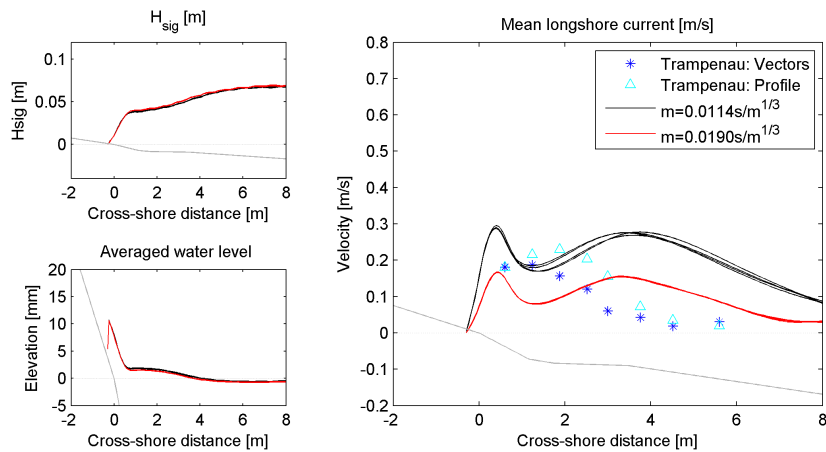 H_sig [m]
0.1
0.05
0
Hsig [m]
-2 0 2 4 6 8
Cross-shore distance [m]
Averaged water level
20
15
10
5
0
-5
Elevation [mm]
-2 0 2 4 6 8
Cross-shore distance [m]
Mean longshore current [m/s]
0.8
0.7
0.6
0.5
0.4
0.3
0.2
0.1
0
-0.1
-0.2
Velocity [m/s]
Trampenau: Vectors
Trampenau: Profile
m=0.0114s/m^1/3
m=0.0190s/m^1/3
-2 0 2 4 6 8
Cross-shore distance [m]